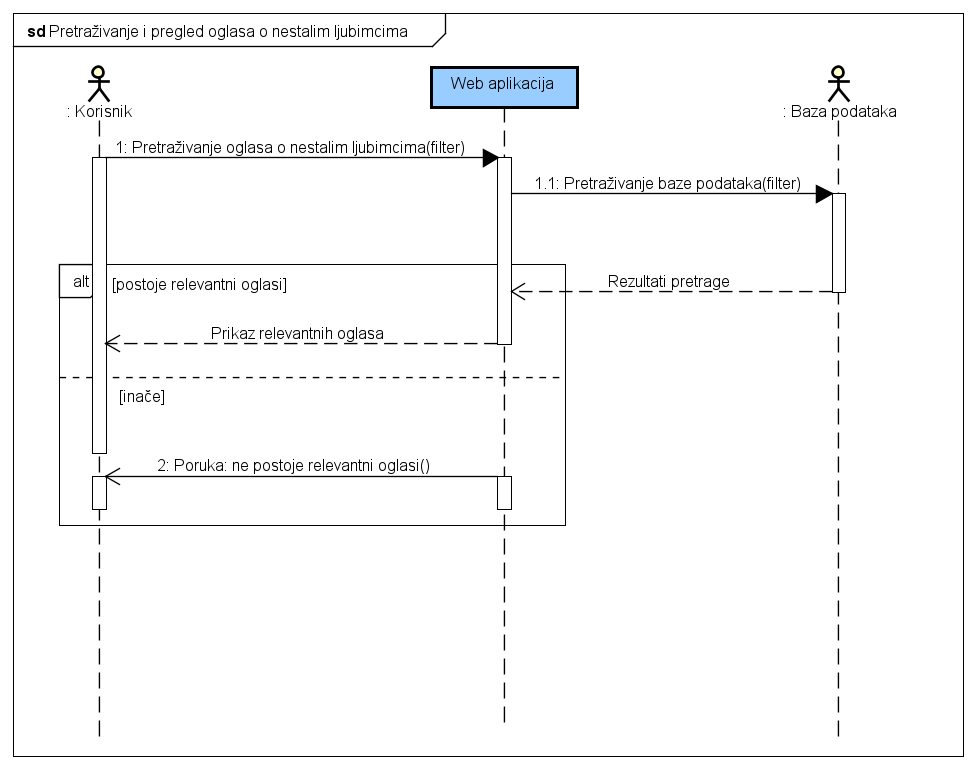 sd Pretraživanje i pregled oglasa o nestalim ljubimcima
: Korisnik
Web aplikacija
: Baza podataka
1: Pretraživanje oglasa o nestalim ljubimcima(filter)
1.1: Pretraživanje baze podataka(filter)
alt
[postoje relevantni oglasi]
Rezultati pretrage
Prikaz relevantnih oglasa
[inače]
2: Poruka: ne postoje relevantni oglasi()